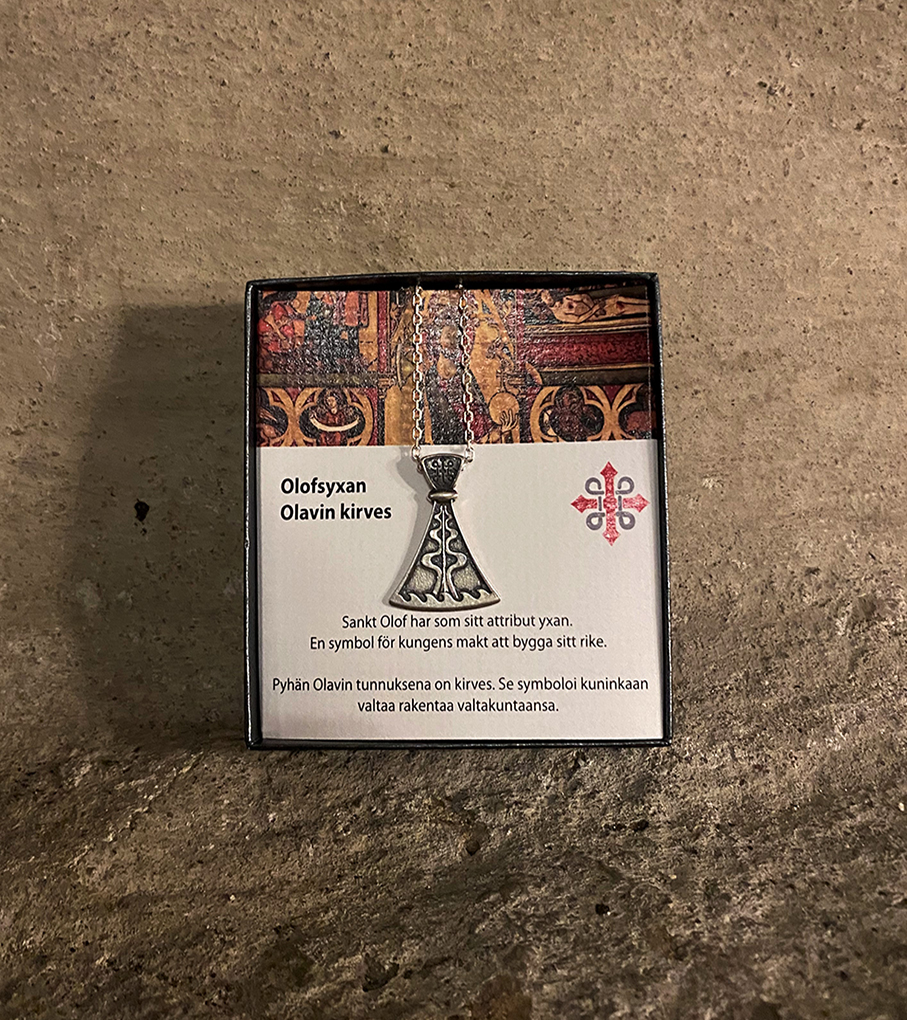 Olofsyxan
Olavin kirves
Sankt Olof har som sitt attribut yxan.
En symbol för kungens makt att bygga sitt rike.
Pyhän Olavin tunnuksena on kirves. Se symboloi kuninkaan
valtaa rakentaa valtakuntaansa.